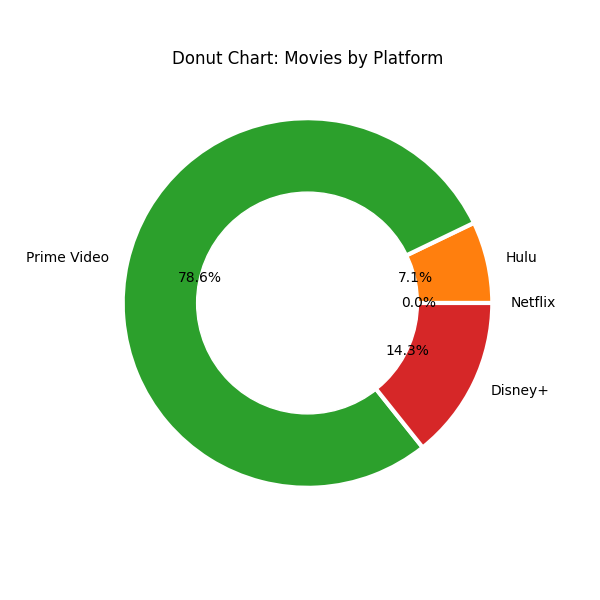 Donut Chart: Movies by Platform
Prime Video
Hulu
78.6%
7.1%
0.0%
Netflix
14.3%
Disney+